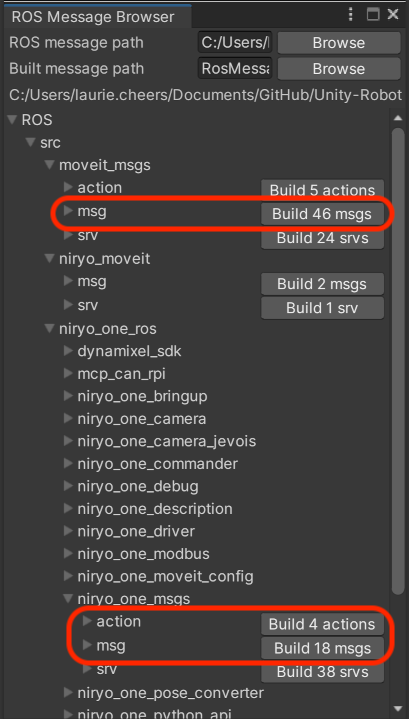 ROS Message Browser
ROS message path C:/Users/ Browse
Built message path RosMessa Browse
C:/Users/laurie.cheers/Documents/GitHub/Unity-Robot
ROS
src
moveit_msgs
action Build 5 actions
msg Build 46 msgs
srv Build 24 srvs
niryo_moveit
msg Build 2 msgs
srv Build 1 srv
niryo_one_ros
dynamixel_sdk
mcp_can_rpi
niryo_one_bringup
niryo_one_camera
niryo_one_camera_jevois
niryo_one_commander
niryo_one_debug
niryo_one_description
niryo_one_driver
niryo_one_modbus
niryo_one_moveit_config
niryo_one_msgs
action Build 4 actions
msg Build 18 msgs
srv Build 38 srvs
niryo_one_pose_converter
niryo_one_python_api